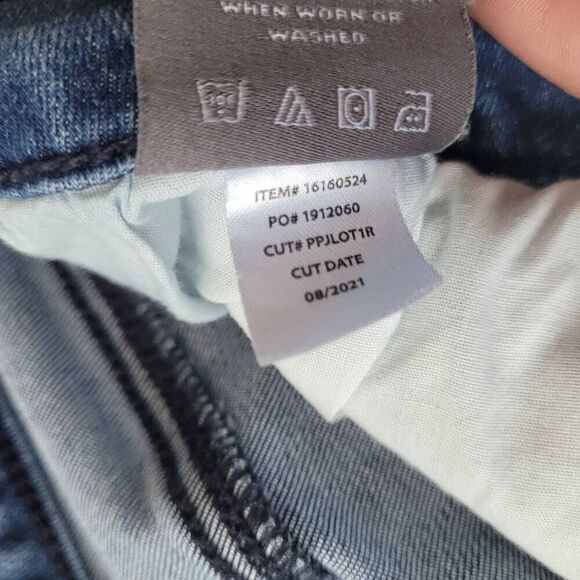 WHEN WORN OR
WASHED
ITEM# 16160524
PO# 1912060
CUT# PPJLOT1R
CUT DATE
08/2021